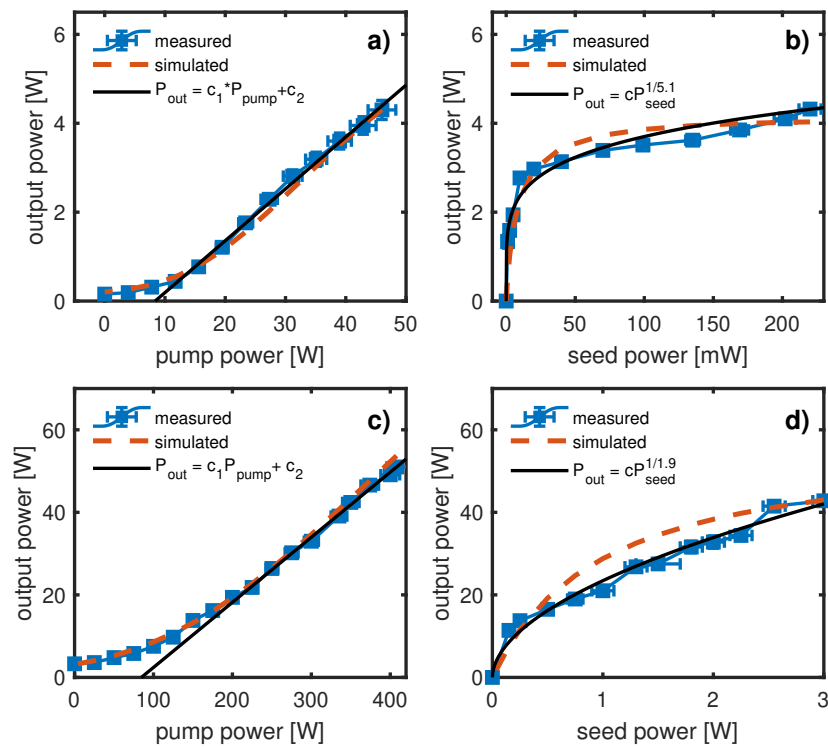 a)
measured
simulated
P_out = c_1*P_pump+c_2
output power [W]
6
4
2
0
0 10 20 30 40 50
pump power [W]
b)
measured
simulated
P_out = cP_seed^1/5.1
output power [W]
6
4
2
0
0 50 100 150 200
seed power [mW]
c)
measured
simulated
P_out = c_1P_pump+ c_2
output power [W]
60
40
20
0
0 100 200 300 400
pump power [W]
d)
measured
simulated
P_out = cP_seed^1/1.9
output power [W]
60
40
20
0
0 1 2 3
seed power [W]